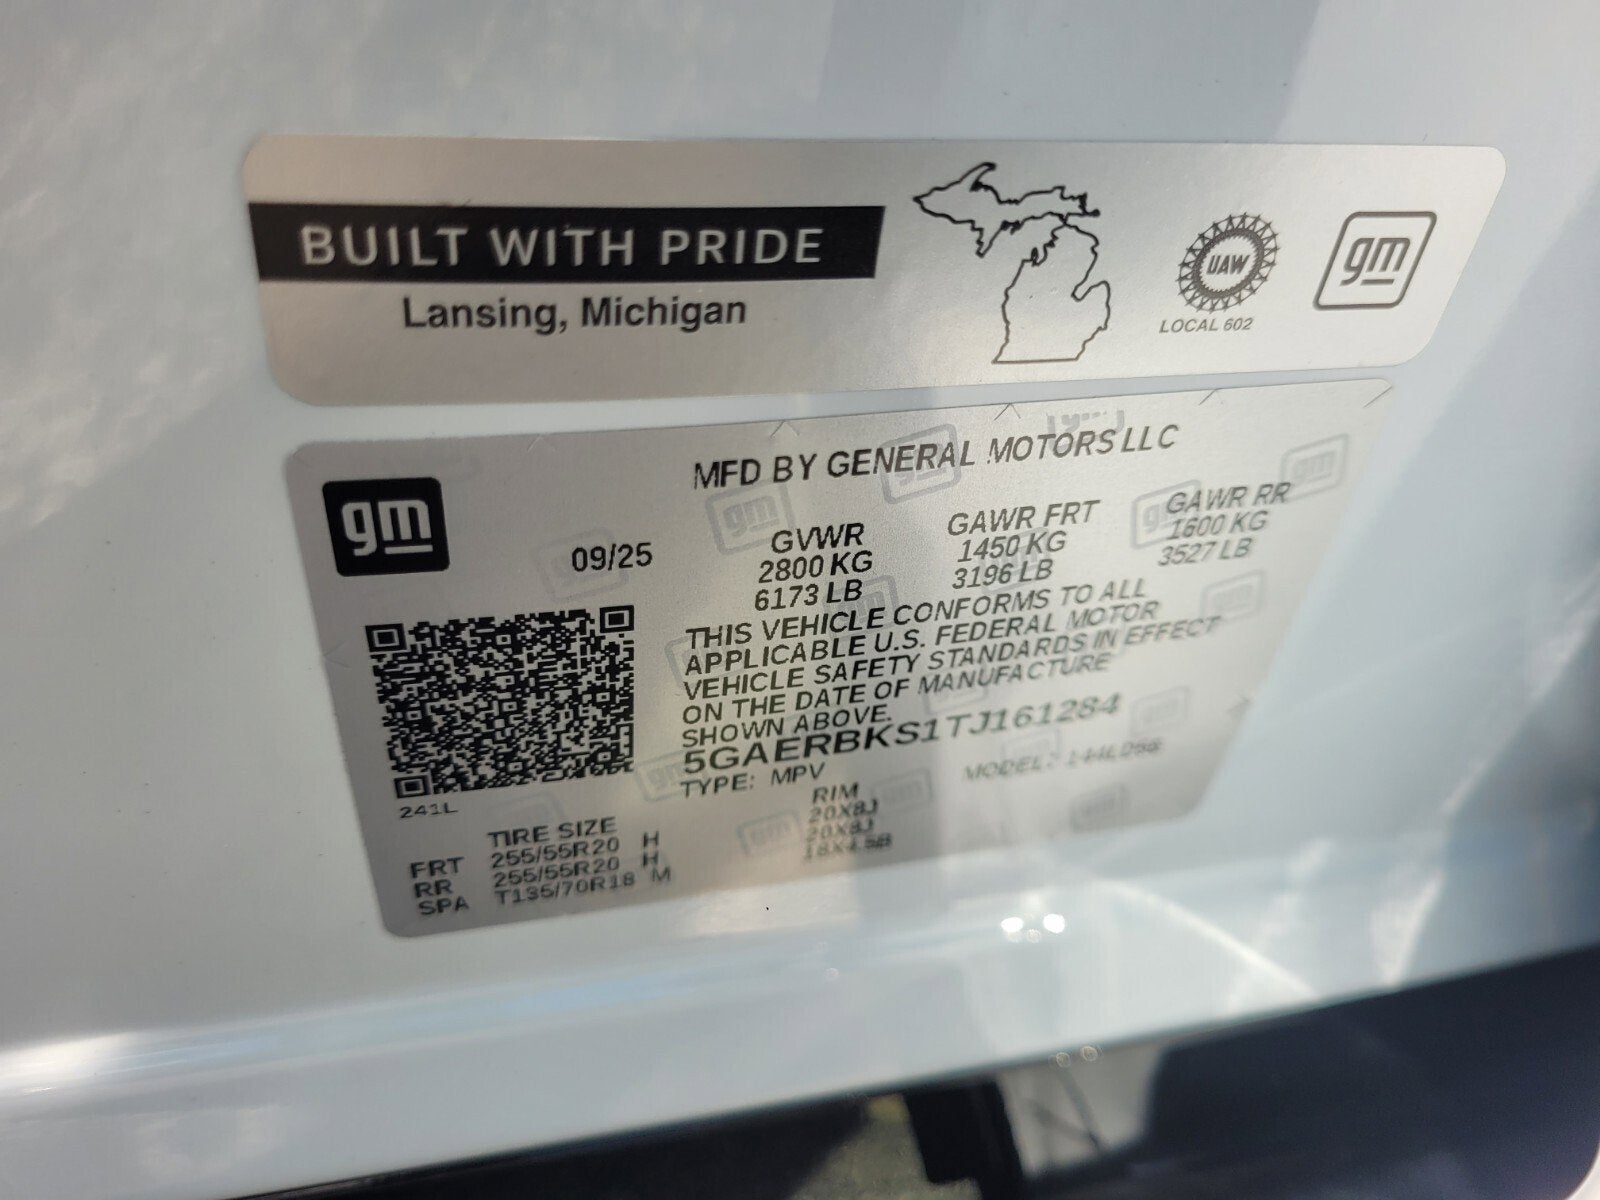 BUILT WITH PRIDE
Lansing, Michigan
UAW
LOCAL 602
gm
MFD BY GENERAL MOTORS LLC
gm
09/25
GVWR GAWR FRT GAWR RR
2800 KG 1450 KG 1600 KG
6173 LB 3196 LB 3527 LB
THIS VEHICLE CONFORMS TO ALL
APPLICABLE U.S. FEDERAL MOTOR
VEHICLE SAFETY STANDARDS IN EFFECT
ON THE DATE OF MANUFACTURE
SHOWN ABOVE.
5GAERBKS1TJ161284
TYPE: MPV MODEL:
241L
TIRE SIZE RIM
FRT 255/55R20 H 20X8J
RR 255/55R20 H 20X8J
SPA T135/70R18 M 18X4.5B